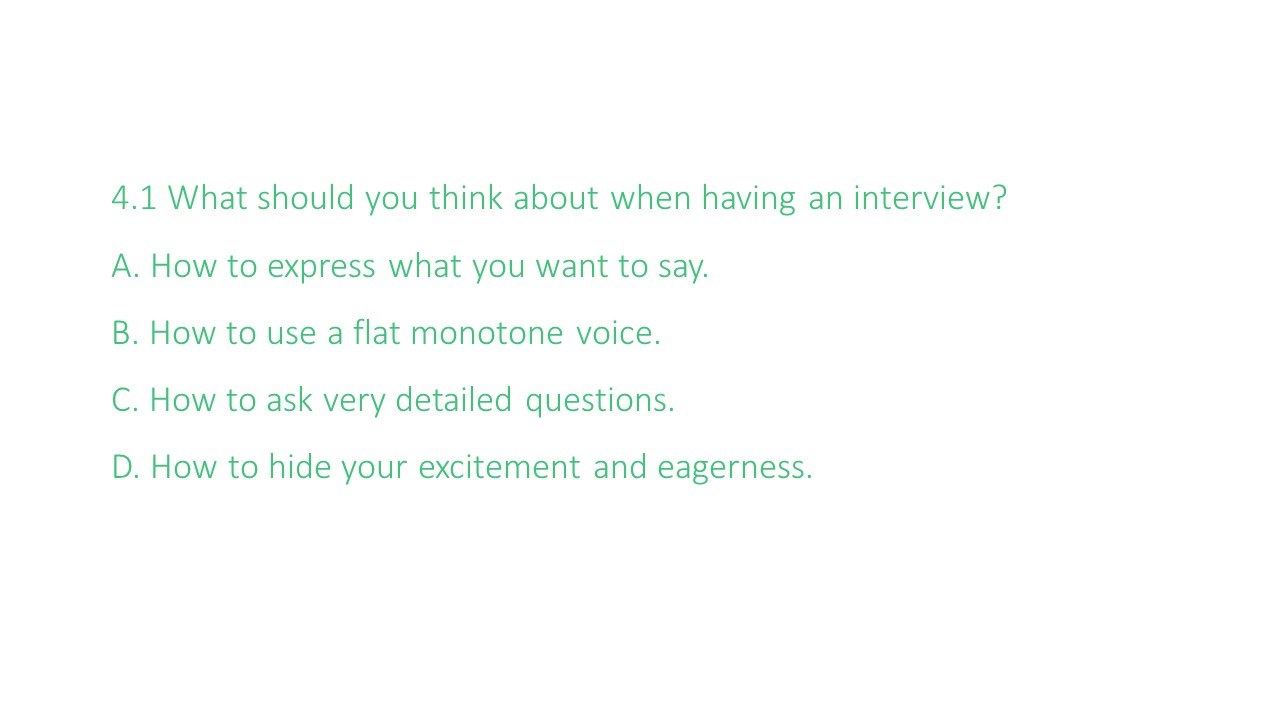 4.1 What should you think about when having an interview?
A. How to express what you want to say.
B. How to use a flat monotone voice.
C. How to ask very detailed questions.
D. How to hide your excitement and eagerness.